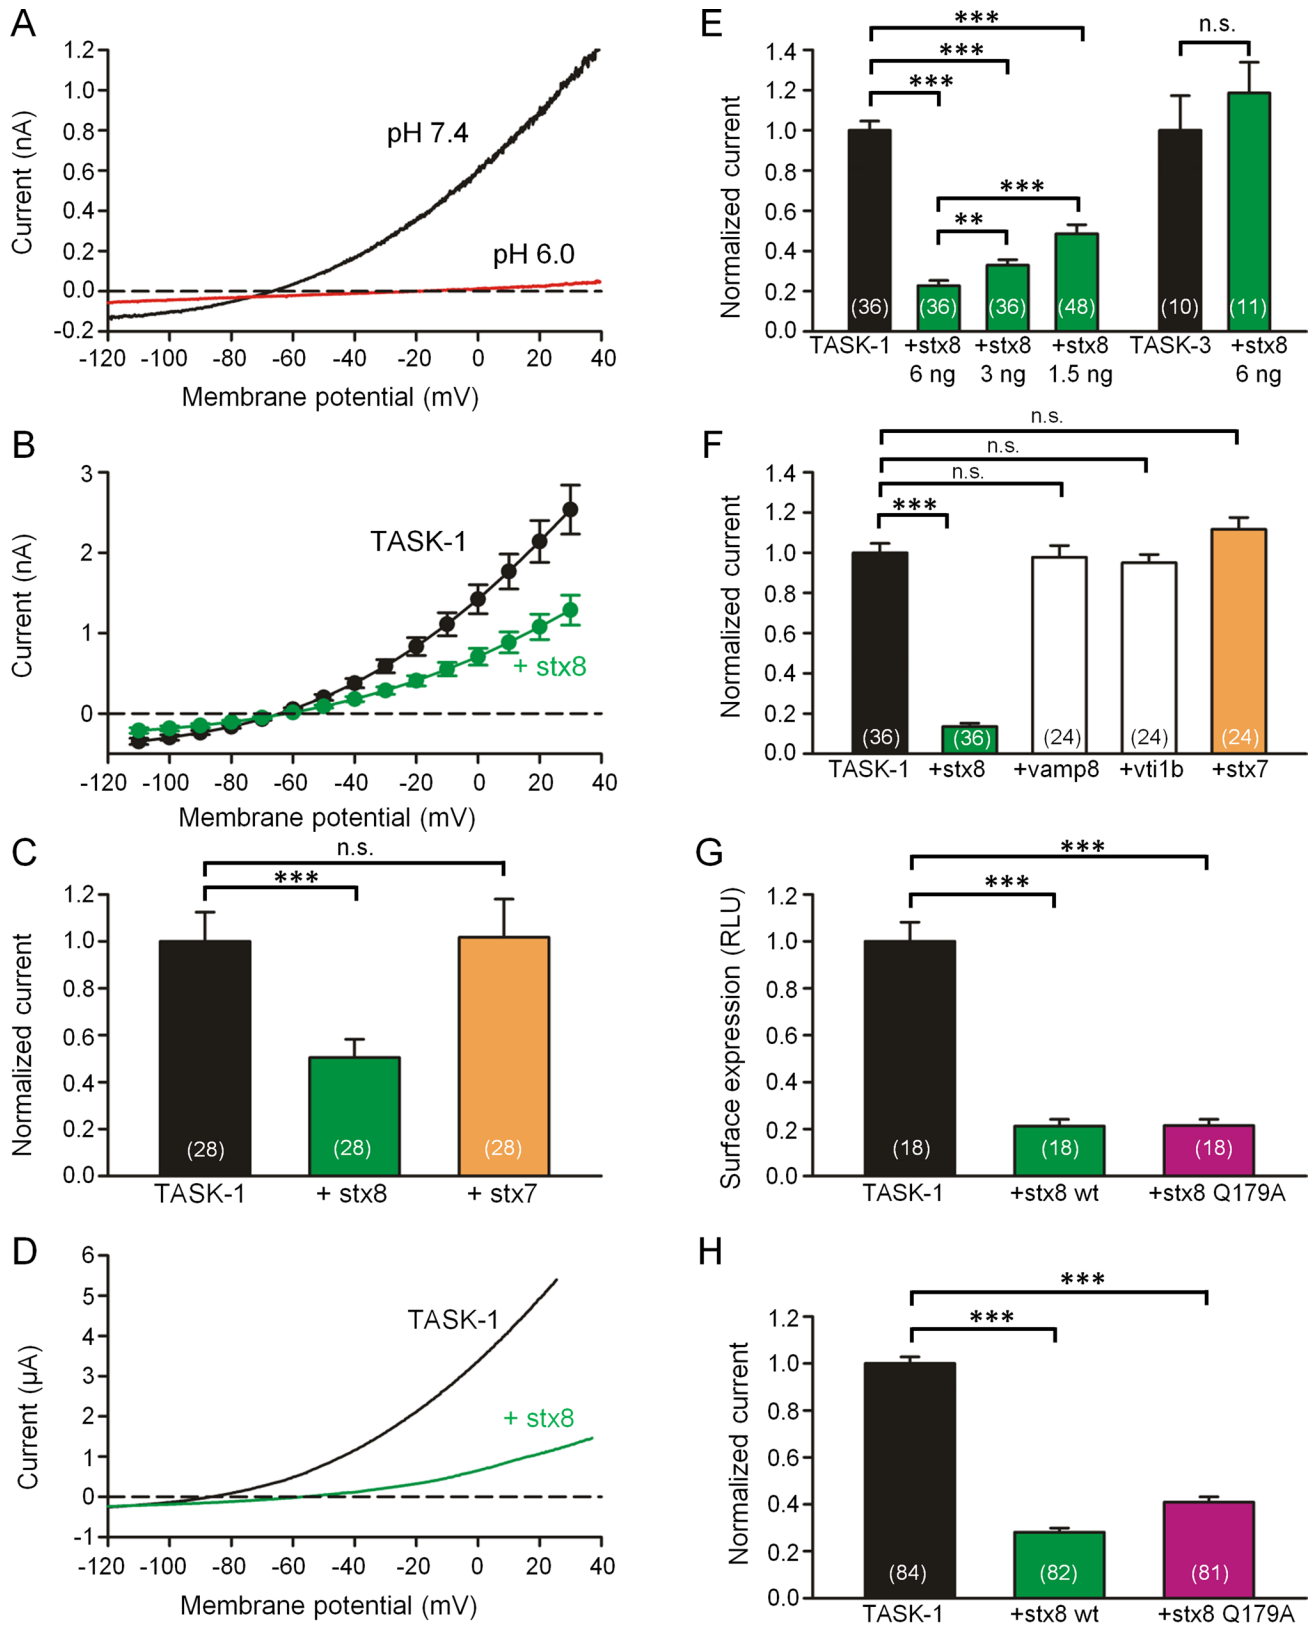 A
1.2
1.0
0.8
0.6
0.4
0.2
0.0
-0.2
Current (nA)
pH 7.4
pH 6.0
-120 -100 -80 -60 -40 -20 0 20 40
Membrane potential (mV)
B
3
2
1
0
Current (nA)
TASK-1
+ stx8
-120 -100 -80 -60 -40 -20 0 20 40
Membrane potential (mV)
C
n.s.
***
1.2
1.0
0.8
0.6
0.4
0.2
0.0
Normalized current
(28) (28) (28)
TASK-1 + stx8 + stx7
D
6
5
4
3
2
1
0
-1
Current (µA)
TASK-1
+ stx8
-120 -100 -80 -60 -40 -20 0 20 40
Membrane potential (mV)
E
*** n.s.
***
***
***
**
1.4
1.2
1.0
0.8
0.6
0.4
0.2
0.0
Normalized current
(36) (36) (36) (48) (10) (11)
TASK-1 +stx8 +stx8 +stx8 TASK-3 +stx8
6 ng 3 ng 1.5 ng 6 ng
F
n.s.
n.s.
n.s.
***
1.4
1.2
1.0
0.8
0.6
0.4
0.2
0.0
Normalized current
(36) (36) (24) (24) (24)
TASK-1 +stx8 +vamp8 +vti1b +stx7
G
***
***
1.2
1.0
0.8
0.6
0.4
0.2
0.0
Surface expression (RLU)
(18) (18) (18)
TASK-1 +stx8 wt +stx8 Q179A
H
***
***
1.2
1.0
0.8
0.6
0.4
0.2
0.0
Normalized current
(84) (82) (81)
TASK-1 +stx8 wt +stx8 Q179A